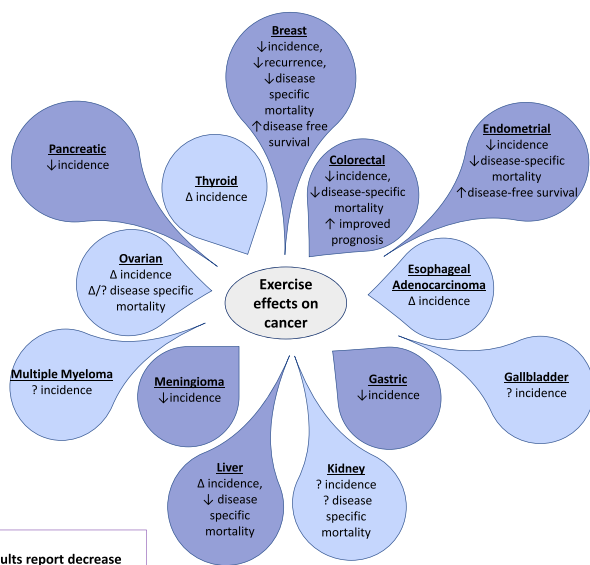 Breast
↓incidence,
↓recurrence,
↓disease
specific
mortality
↑disease free
survival
Pancreatic
↓incidence
Thyroid
Δ incidence
Colorectal
↓incidence,
↓disease-specific
mortality
↑ improved
prognosis
Endometrial
↓incidence
↓disease-specific
mortality
↑disease-free survival
Ovarian
Δ incidence
Δ/? disease specific
mortality
Exercise
effects on
cancer
Esophageal
Adenocarcinoma
Δ incidence
Multiple Myeloma
? incidence
Meningioma
↓incidence
Gastric
↓incidence
Gallbladder
? incidence
Liver
Δ incidence,
↓ disease
specific
mortality
Kidney
? incidence
? disease
specific
mortality
ults report decrease